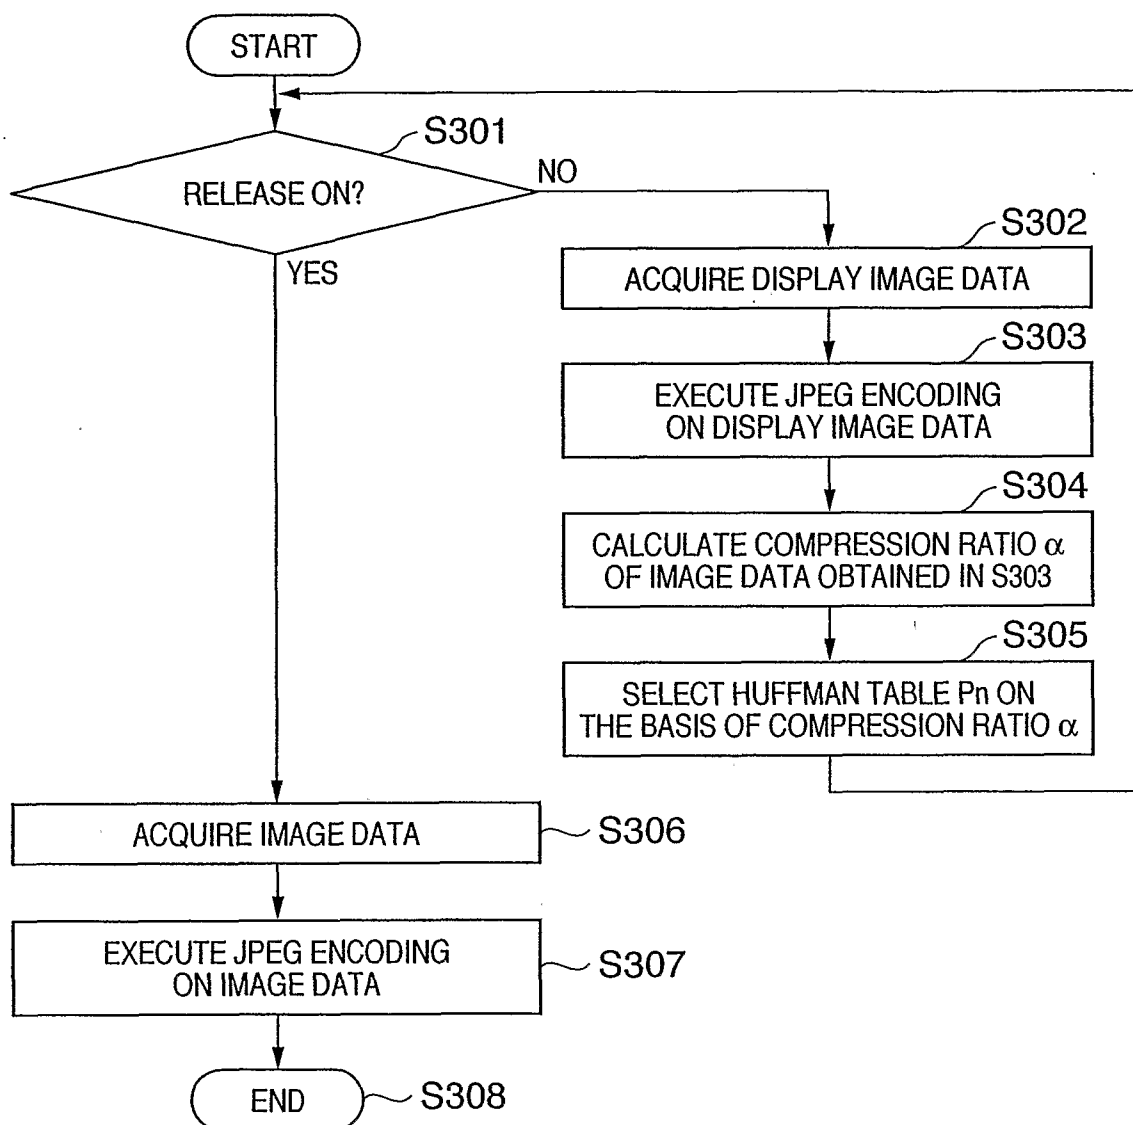 START
S301
RELEASE ON?
NO
YES
S302
ACQUIRE DISPLAY IMAGE DATA
S303
EXECUTE JPEG ENCODING
ON DISPLAY IMAGE DATA
S304
CALCULATE COMPRESSION RATIO α
OF IMAGE DATA OBTAINED IN S303
S305
SELECT HUFFMAN TABLE Pn ON
THE BASIS OF COMPRESSION RATIO α
ACQUIRE IMAGE DATA
S306
EXECUTE JPEG ENCODING
ON IMAGE DATA
S307
END
S308